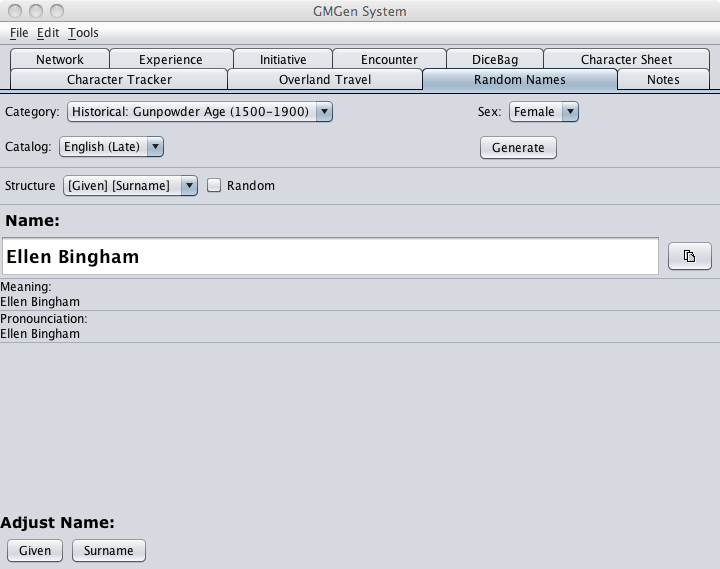 GMGen System
File Edit Tools
Network Experience Initiative Encounter DiceBag Character Sheet
Character Tracker Overland Travel Random Names Notes
Category: Historical: Gunpowder Age (1500-1900) Sex: Female
Catalog: English (Late) Generate
Structure [Given] [Surname] Random
Name:
Ellen Bingham
Meaning:
Ellen Bingham
Pronounciation:
Ellen Bingham
Adjust Name:
Given Surname